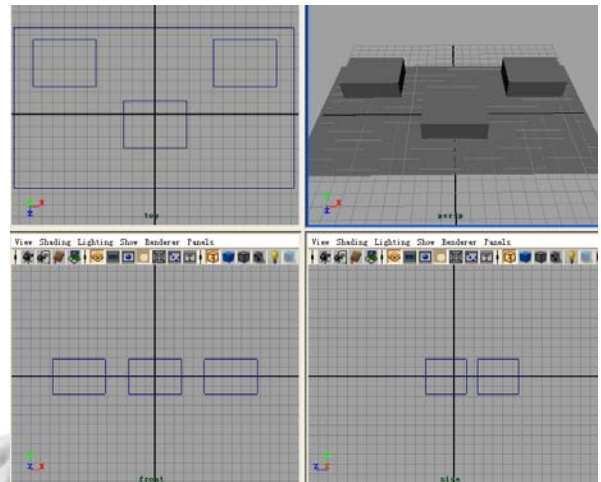 top
persp
View Shading Lighting Show Renderer Panels
View Shading Lighting Show Renderer Panels
front
side